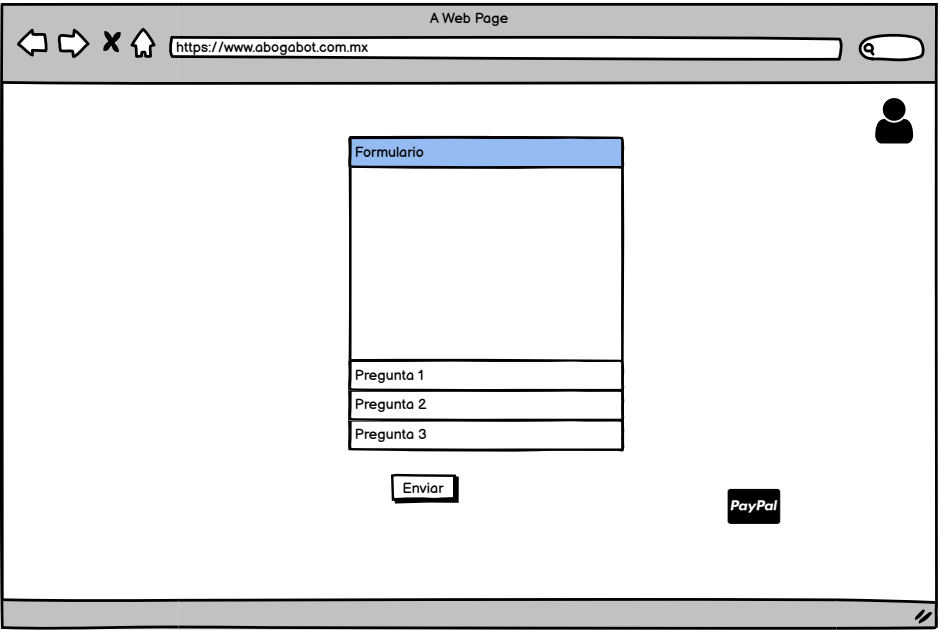 A Web Page
https://www.abogabot.com.mx
Formulario
Pregunta 1
Pregunta 2
Pregunta 3
Enviar
PayPal